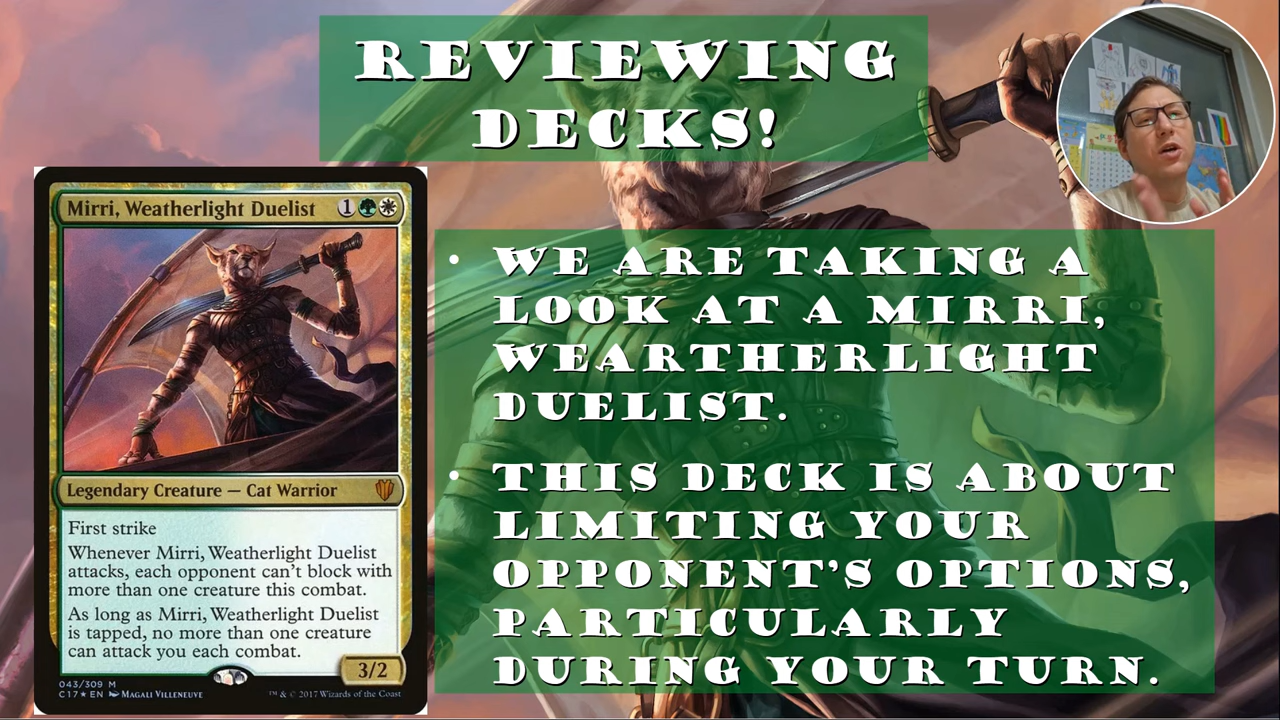 REVIEWING
DECKS!
Mirri, Weatherlight Duelist 1
Legendary Creature — Cat Warrior
First strike
Whenever Mirri, Weatherlight Duelist
attacks, each opponent can't block with
more than one creature this combat.
As long as Mirri, Weatherlight Duelist
is tapped, no more than one creature
can attack you each combat.
3/2
043/309 M
C17★EN MAGALI VILLENEUVE
™ & © 2017 Wizards of the Coast
• WE ARE TAKING A
LOOK AT A MIRRI,
WEARTHERLIGHT
DUELIST.
• THIS DECK IS ABOUT
LIMITING YOUR
OPPONENT'S OPTIONS,
PARTICULARLY
DURING YOUR TURN.